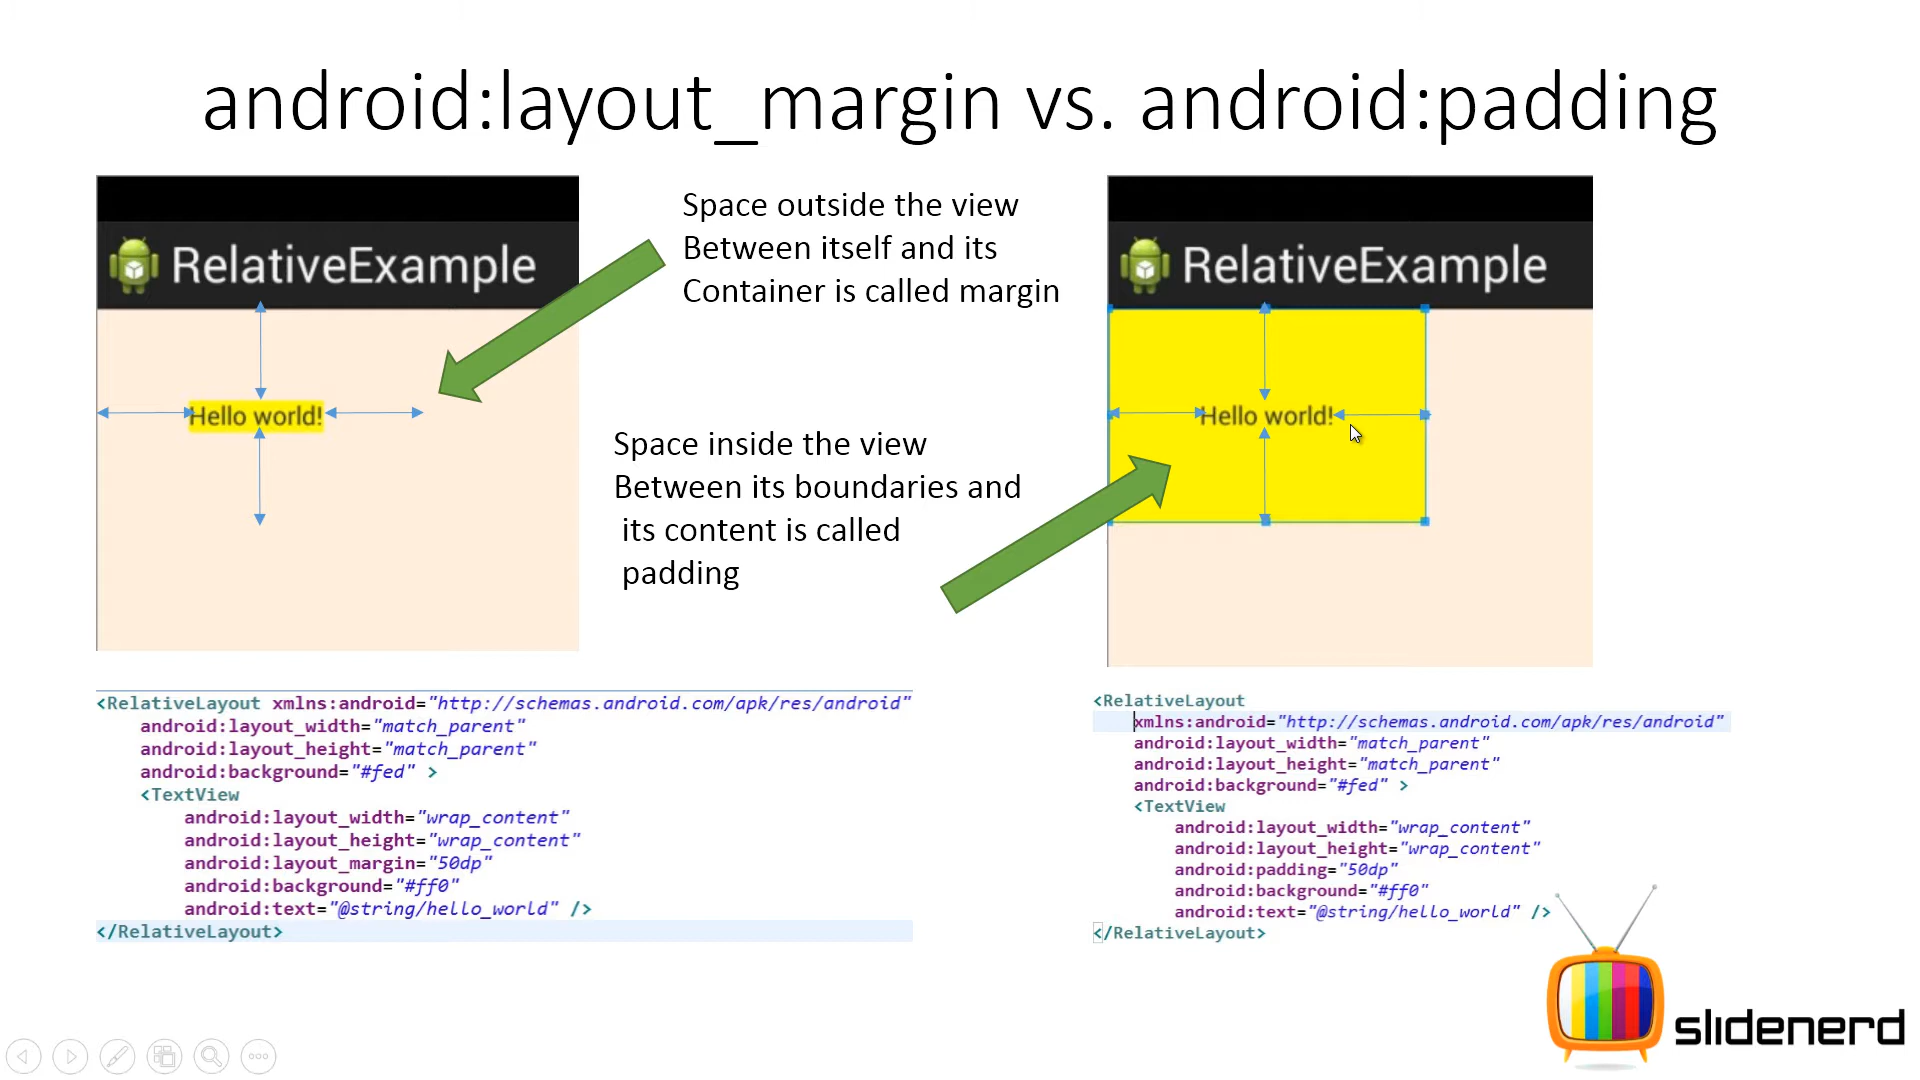 android:layout_margin vs. android:padding
RelativeExample
Hello world!
Space outside the view
Between itself and its
Container is called margin
Space inside the view
Between its boundaries and
its content is called
padding
RelativeExample
Hello world!
<RelativeLayout xmlns:android="http://schemas.android.com/apk/res/android"
android:layout_width="match_parent"
android:layout_height="match_parent"
android:background="#fed" >
<TextView
android:layout_width="wrap_content"
android:layout_height="wrap_content"
android:layout_margin="50dp"
android:background="#ff0"
android:text="@string/hello_world" />
</RelativeLayout>
<RelativeLayout
xmlns:android="http://schemas.android.com/apk/res/android"
android:layout_width="match_parent"
android:layout_height="match_parent"
android:background="#fed" >
<TextView
android:layout_width="wrap_content"
android:layout_height="wrap_content"
android:padding="50dp"
android:background="#ff0"
android:text="@string/hello_world" />
</RelativeLayout>
slidenerd